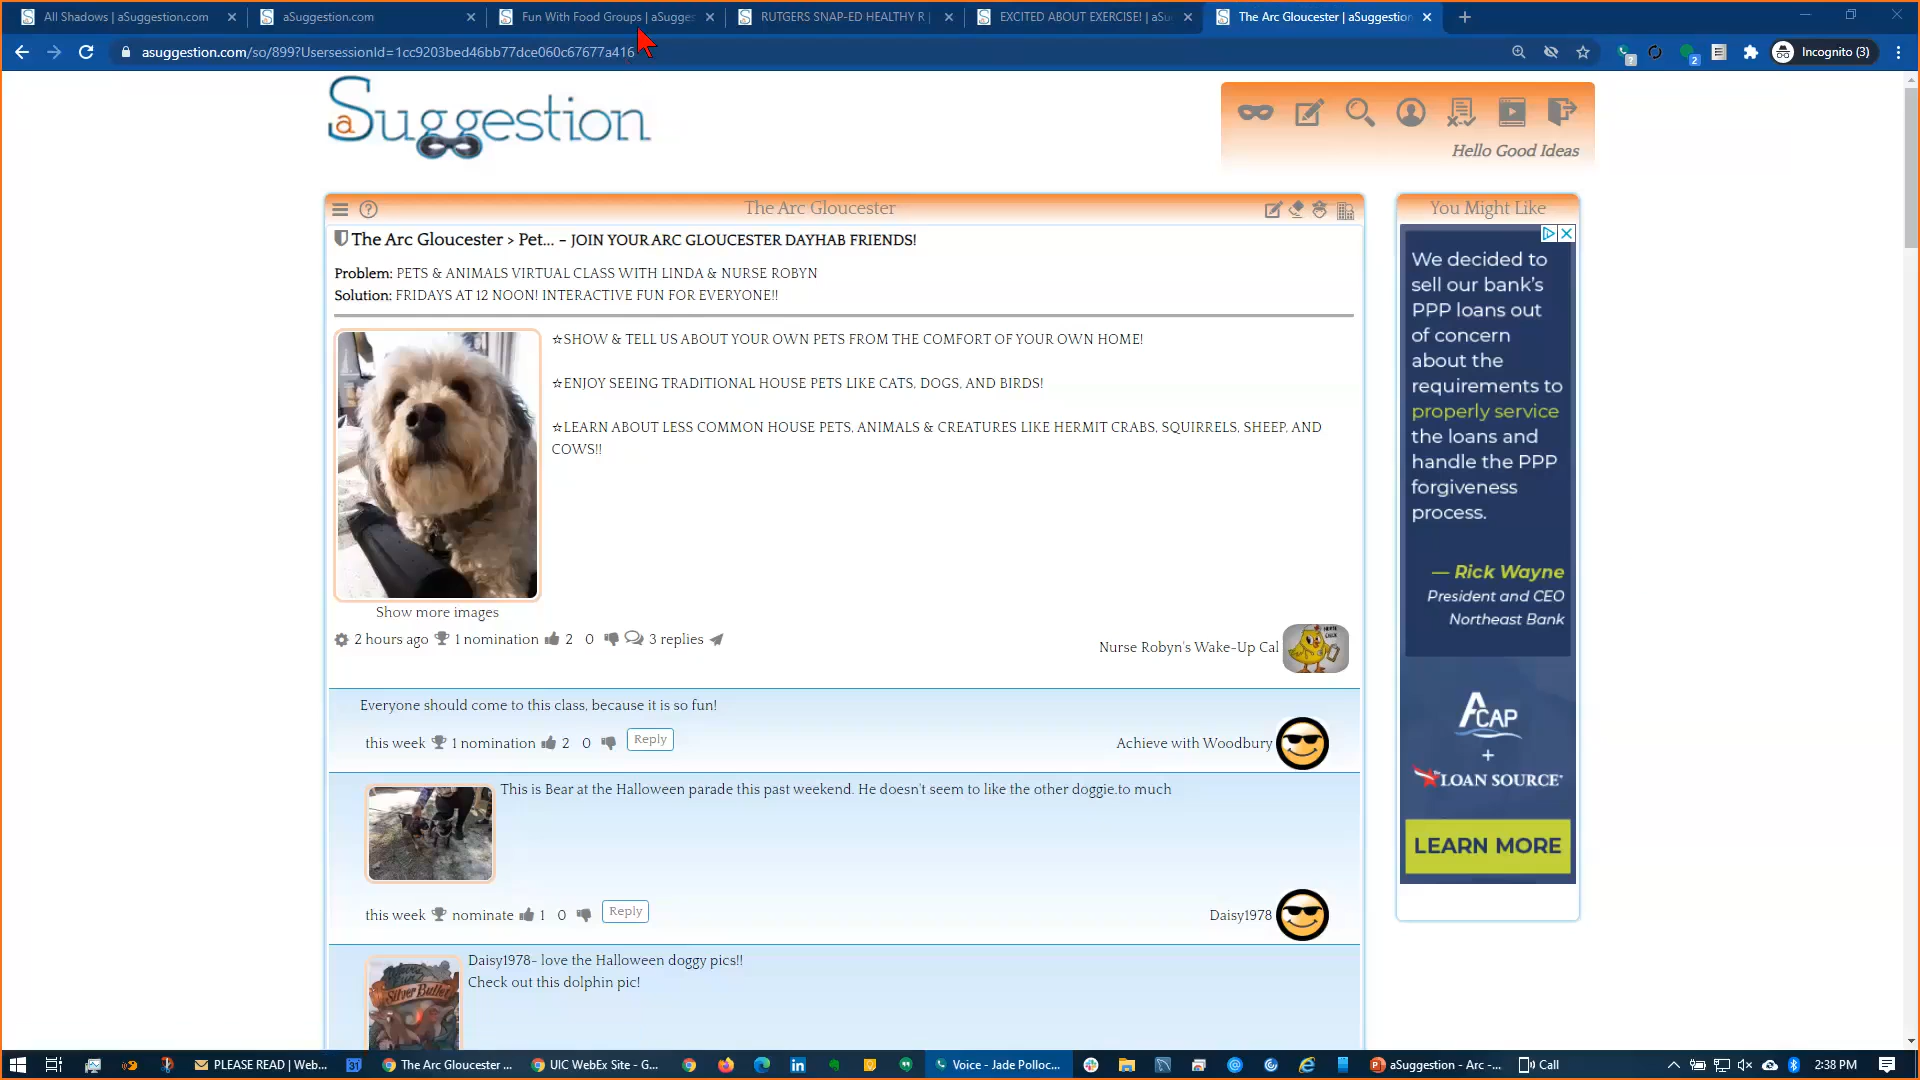 All Shadows | aSuggestion.com
aSuggestion.com
Fun With Food Groups | aSugges
RUTGERS SNAP-ED HEALTHY R |
EXCITED ABOUT EXERCISE! | aSu
The Arc Gloucester | aSuggestion
asuggestion.com/so/899?UsersessionId=1cc9203bed46bb77dce060c67677a416
Incognito (3)
aSuggestion
Hello Good Ideas
The Arc Gloucester
The Arc Gloucester > Pet... - JOIN YOUR ARC GLOUCESTER DAYHAB FRIENDS!
Problem: PETS & ANIMALS VIRTUAL CLASS WITH LINDA & NURSE ROBYN
Solution: FRIDAYS AT 12 NOON! INTERACTIVE FUN FOR EVERYONE!!
☆SHOW & TELL US ABOUT YOUR OWN PETS FROM THE COMFORT OF YOUR OWN HOME!
☆ENJOY SEEING TRADITIONAL HOUSE PETS LIKE CATS, DOGS, AND BIRDS!
☆LEARN ABOUT LESS COMMON HOUSE PETS, ANIMALS & CREATURES LIKE HERMIT CRABS, SQUIRRELS, SHEEP, AND
COWS!!
Show more images
2 hours ago 1 nomination 2 0 3 replies
Nurse Robyn's Wake-Up Cal
Everyone should come to this class, because it is so fun!
this week 1 nomination 2 0 Reply
Achieve with Woodbury
This is Bear at the Halloween parade this past weekend. He doesn't seem to like the other doggie.to much
this week nominate 1 0 Reply
Daisy1978
Daisy1978- love the Halloween doggy pics!!
Check out this dolphin pic!
Silver Bullet
You Might Like
We decided to
sell our bank's
PPP loans out
of concern
about the
requirements to
properly service
the loans and
handle the PPP
forgiveness
process.
— Rick Wayne
President and CEO
Northeast Bank
ACAP
+
THE LOAN SOURCE
LEARN MORE
PLEASE READ | Web...
31
The Arc Gloucester ...
UIC WebEx Site - G...
Voice - Jade Polloc...
aSuggestion - Arc -...
Call
2:38 PM